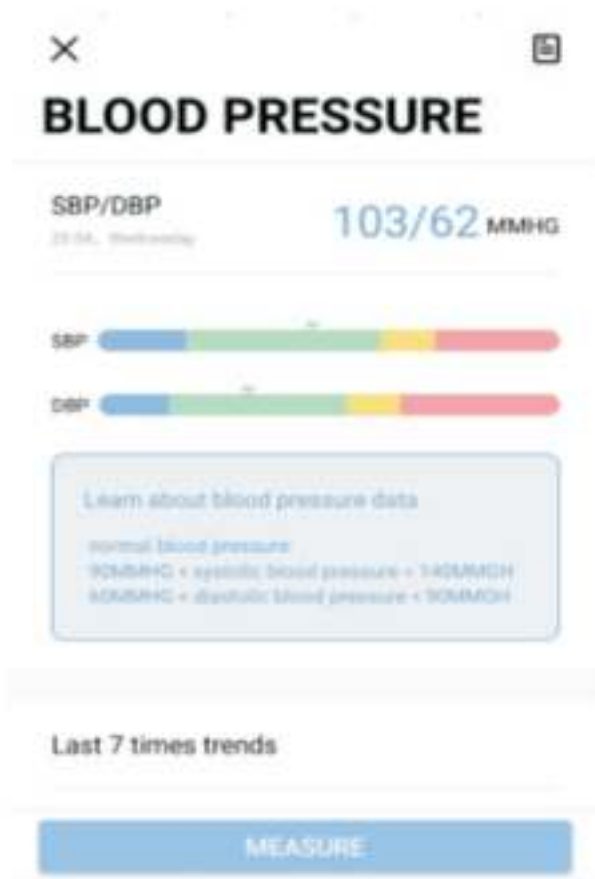 BLOOD PRESSURE
SBP/DBP
103/62 MMHG
Wednesday
SBP
DBP
Learn about blood pressure data
normal blood pressure
90MMHG < systolic blood pressure < 140MMGH
60MMHG < diastolic blood pressure < 90MMGH
Last 7 times trends
MEASURE